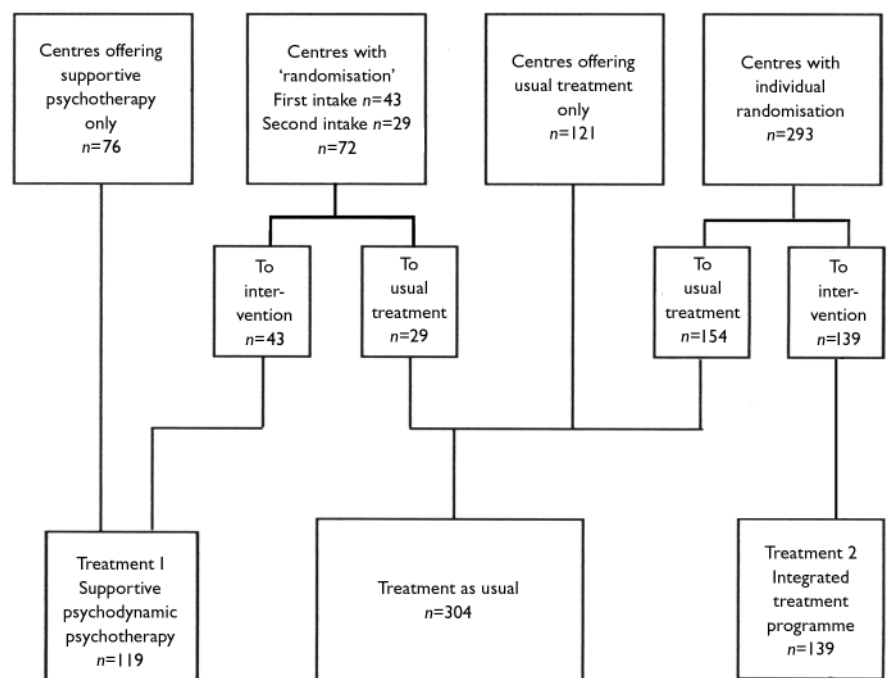 Centres offering
supportive
psychotherapy
only
n=76
Centres with
‘randomisation’
First intake n=43
Second intake n=29
n=72
Centres offering
usual treatment
only
n=121
Centres with
individual
randomisation
n=293
To
inter-
vention
n=43
To
usual
treatment
n=29
To
usual
treatment
n=154
To
inter-
vention
n=139
Treatment 1
Supportive
psychodynamic
psychotherapy
n=119
Treatment as usual
n=304
Treatment 2
Integrated
treatment
programme
n=139